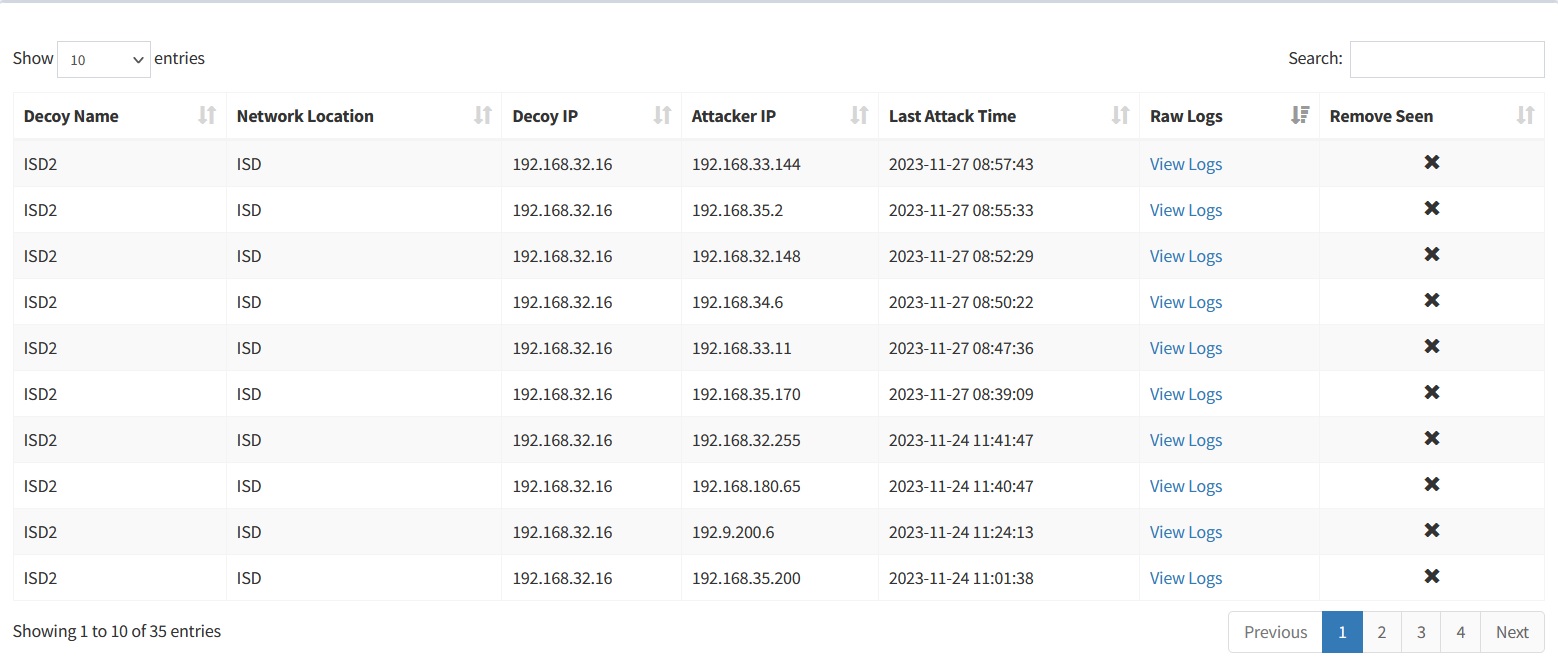 Show 10 entries Search:
Decoy Name Network Location Decoy IP Attacker IP Last Attack Time Raw Logs Remove Seen
ISD2 ISD 192.168.32.16 192.168.33.144 2023-11-27 08:57:43 View Logs
ISD2 ISD 192.168.32.16 192.168.35.2 2023-11-27 08:55:33 View Logs
ISD2 ISD 192.168.32.16 192.168.32.148 2023-11-27 08:52:29 View Logs
ISD2 ISD 192.168.32.16 192.168.34.6 2023-11-27 08:50:22 View Logs
ISD2 ISD 192.168.32.16 192.168.33.11 2023-11-27 08:47:36 View Logs
ISD2 ISD 192.168.32.16 192.168.35.170 2023-11-27 08:39:09 View Logs
ISD2 ISD 192.168.32.16 192.168.32.255 2023-11-24 11:41:47 View Logs
ISD2 ISD 192.168.32.16 192.168.180.65 2023-11-24 11:40:47 View Logs
ISD2 ISD 192.168.32.16 192.9.200.6 2023-11-24 11:24:13 View Logs
ISD2 ISD 192.168.32.16 192.168.35.200 2023-11-24 11:01:38 View Logs
Showing 1 to 10 of 35 entries Previous 1 2 3 4 Next